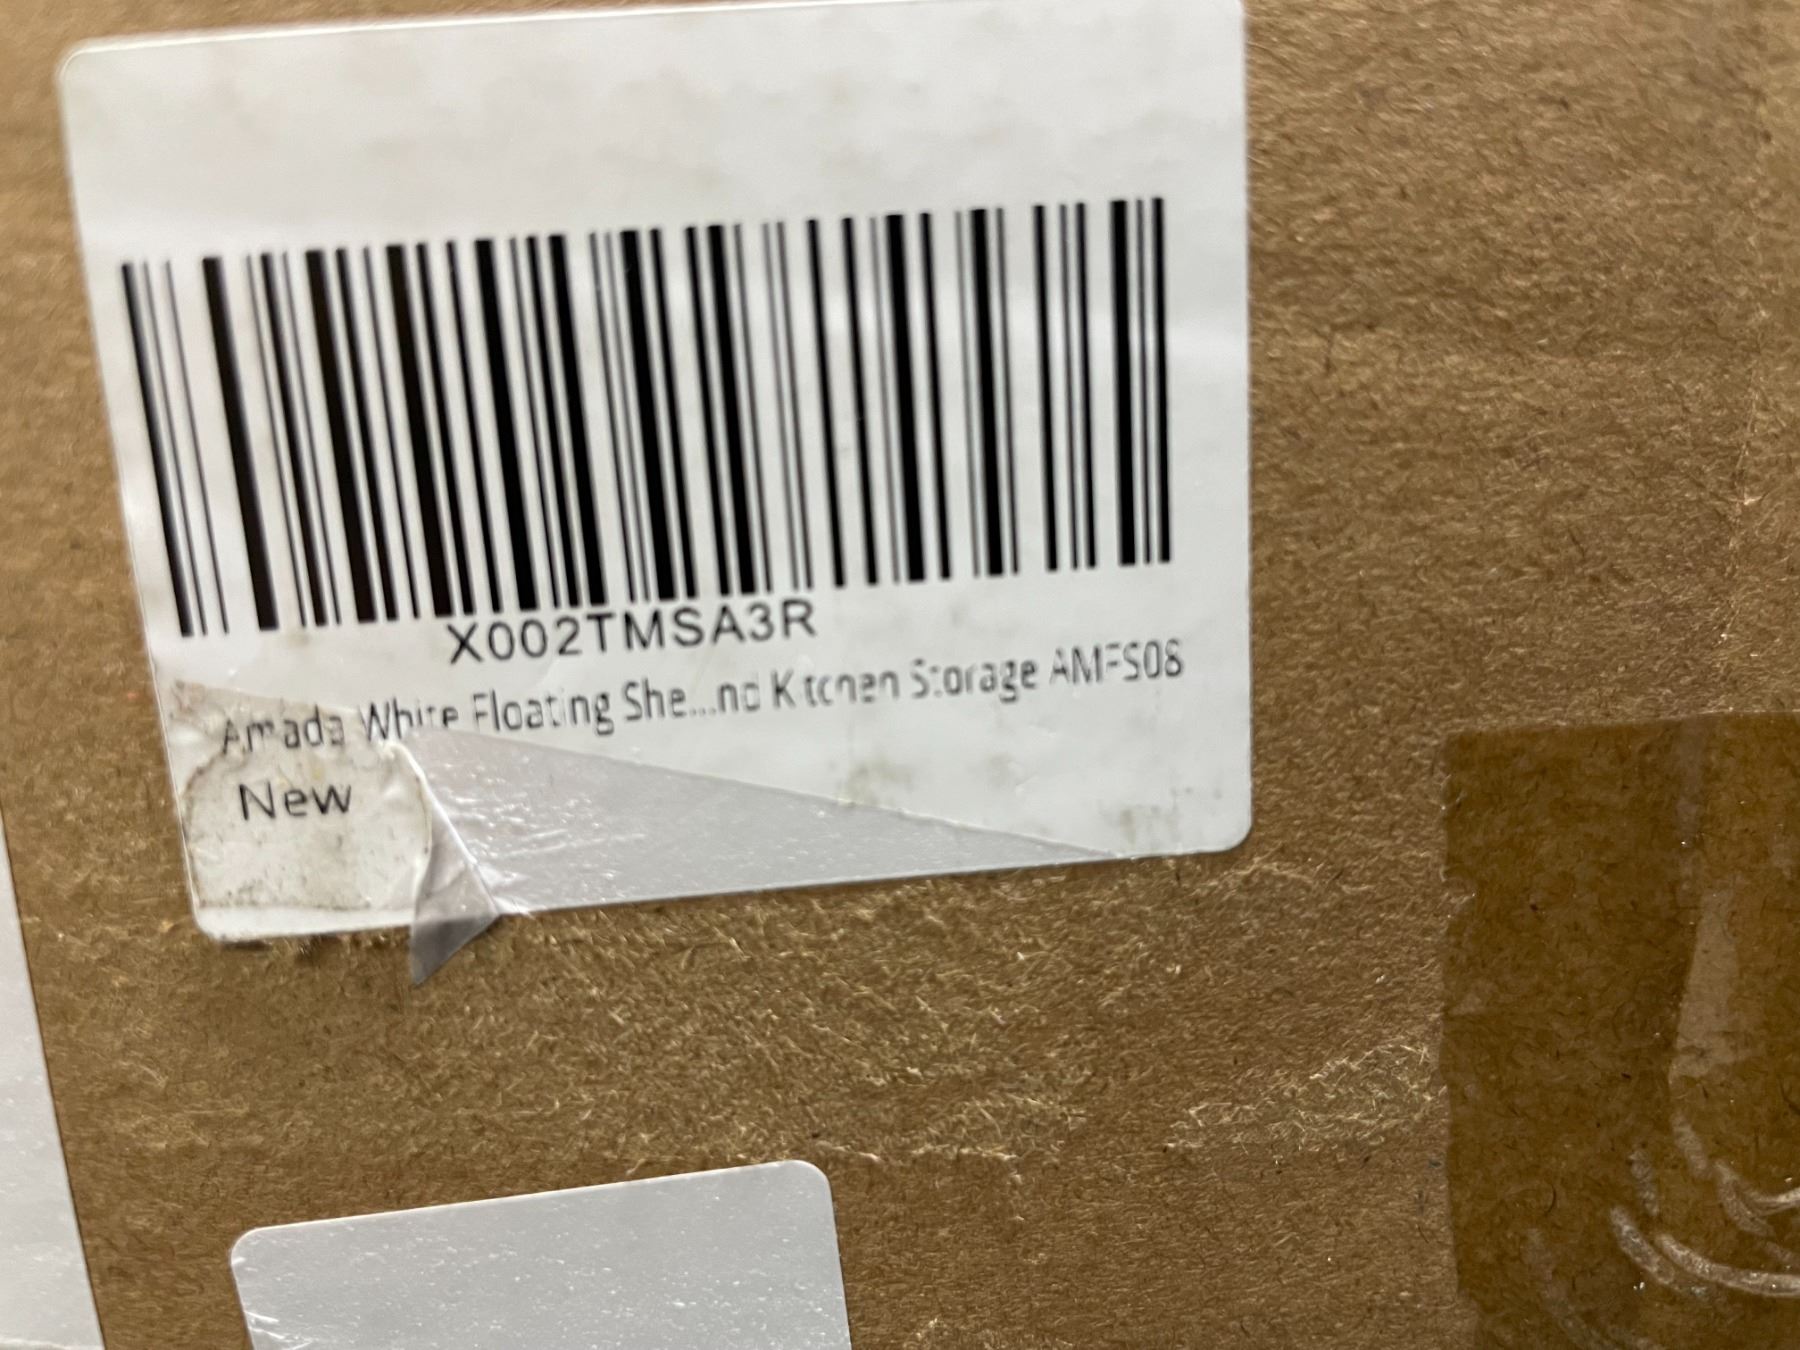 X002TMSA3R
Amada White Floating She...nd Kitchen Storage AMFS08
New